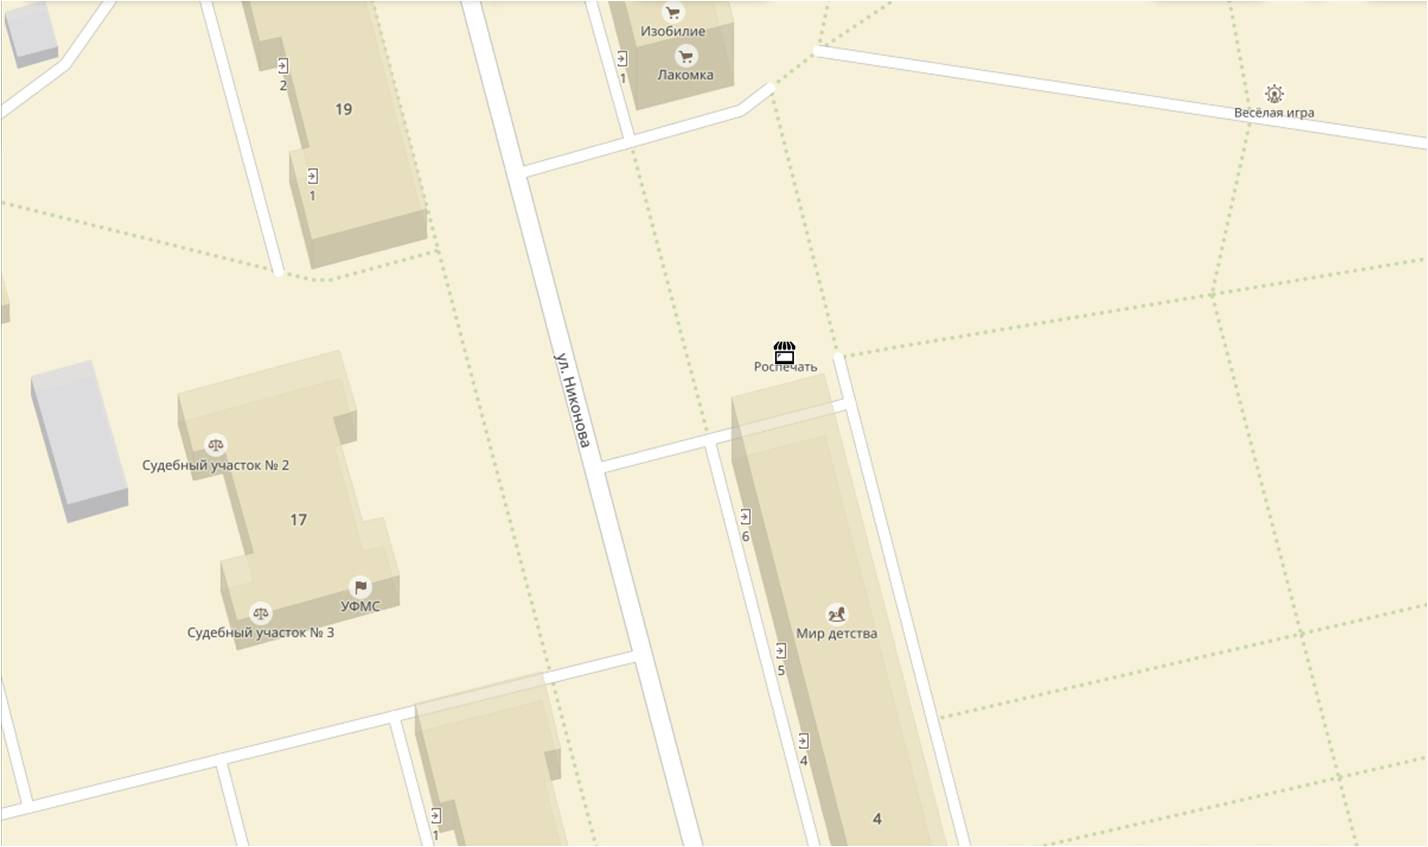 Изобилие
Лакомка
1
2
19
1
Весёлая игра
ул. Никонова
Роспечать
Судебный участок № 2
17
6
УФМС
Судебный участок № 3
Мир детства
5
4
4
1